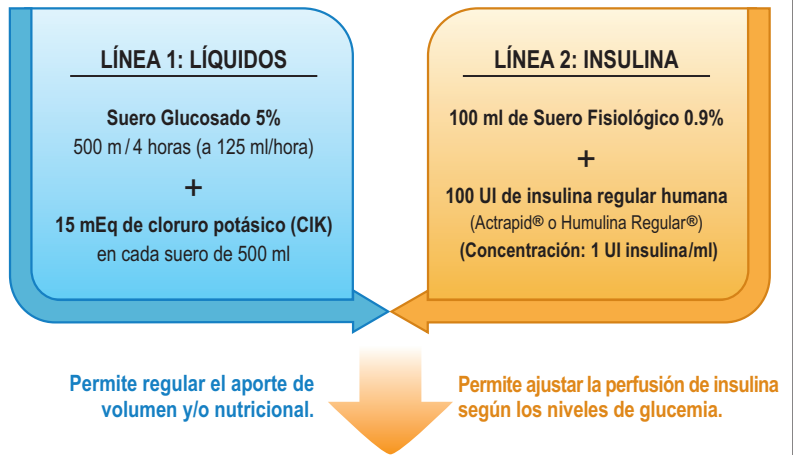 LÍNEA 1: LÍQUIDOS
Suero Glucosado 5%
500 m / 4 horas (a 125 ml/hora)
+
15 mEq de cloruro potásico (ClK)
en cada suero de 500 ml
LÍNEA 2: INSULINA
100 ml de Suero Fisiológico 0.9%
+
100 UI de insulina regular humana
(Actrapid® o Humulina Regular®)
(Concentración: 1 UI insulina/ml)
Permite regular el aporte de
volumen y/o nutricional.
Permite ajustar la perfusión de insulina
según los niveles de glucemia.